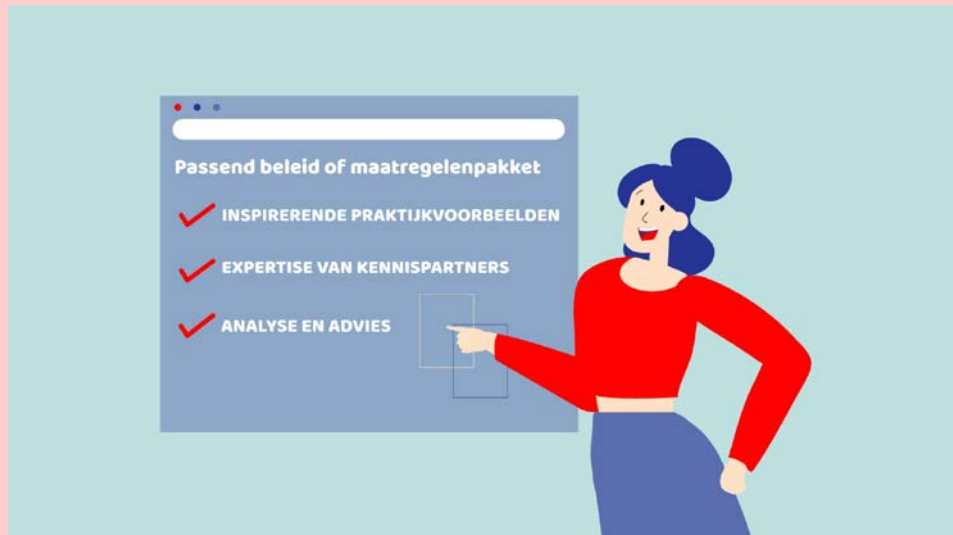 Passend beleid of maatregelenpakket
INSPIRERENDE PRAKTIJKVOORBEELDEN
EXPERTISE VAN KENNISPARTNERS
ANALYSE EN ADVIES